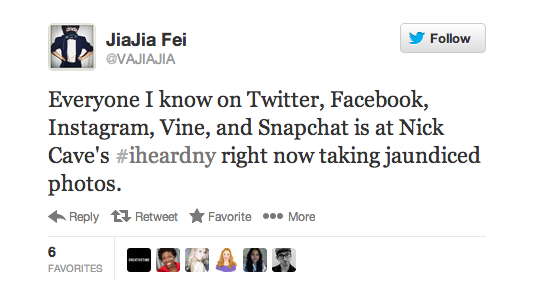 JiaJia Fei
@VAJIAJIA
Follow
Everyone I know on Twitter, Facebook,
Instagram, Vine, and Snapchat is at Nick
Cave's #iheardny right now taking jaundiced
photos.
Reply Retweet Favorite More
6
FAVORITES
CREATIVETIME